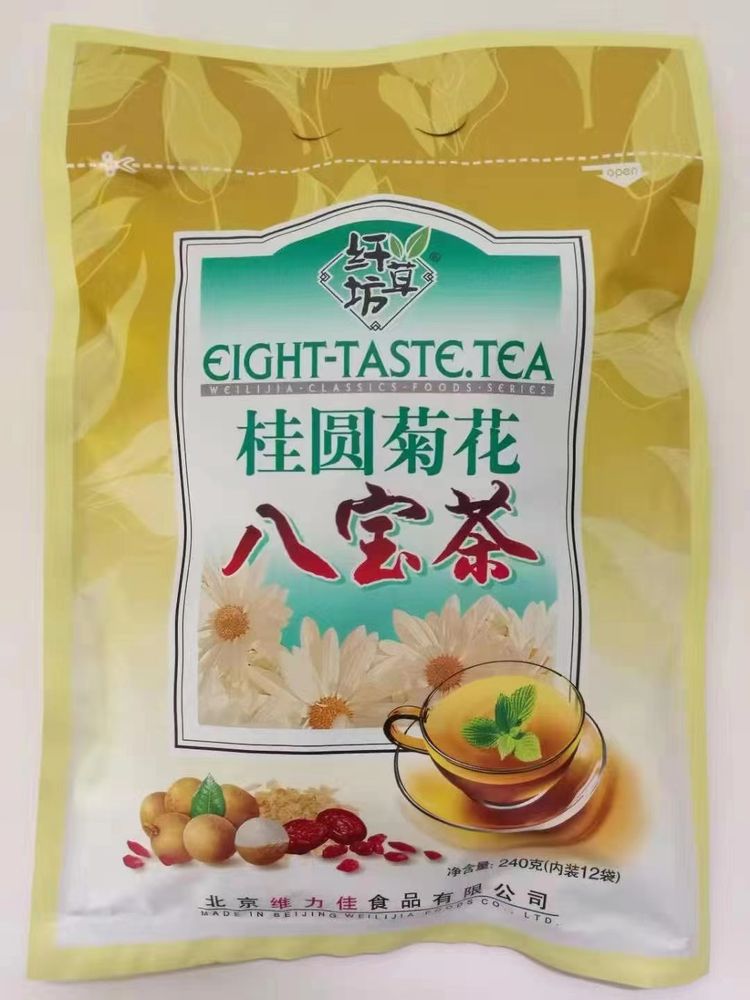 open
纤草坊®
EIGHT-TASTE.TEA
WEILIJIA·CLASSICS·FOODS·SERIES
桂圆菊花
八宝茶
净含量: 240克(内装12袋)
北京维力佳食品有限公司
MADE IN BEIJING WEILIJIA FOODS CO., LTD.